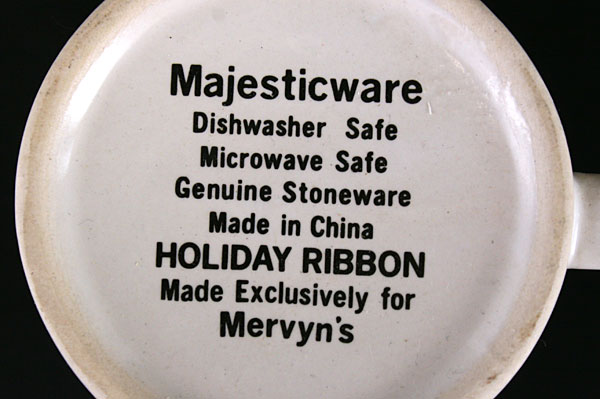 Majesticware
Dishwasher Safe
Microwave Safe
Genuine Stoneware
Made in China
HOLIDAY RIBBON
Made Exclusively for
Mervyn's